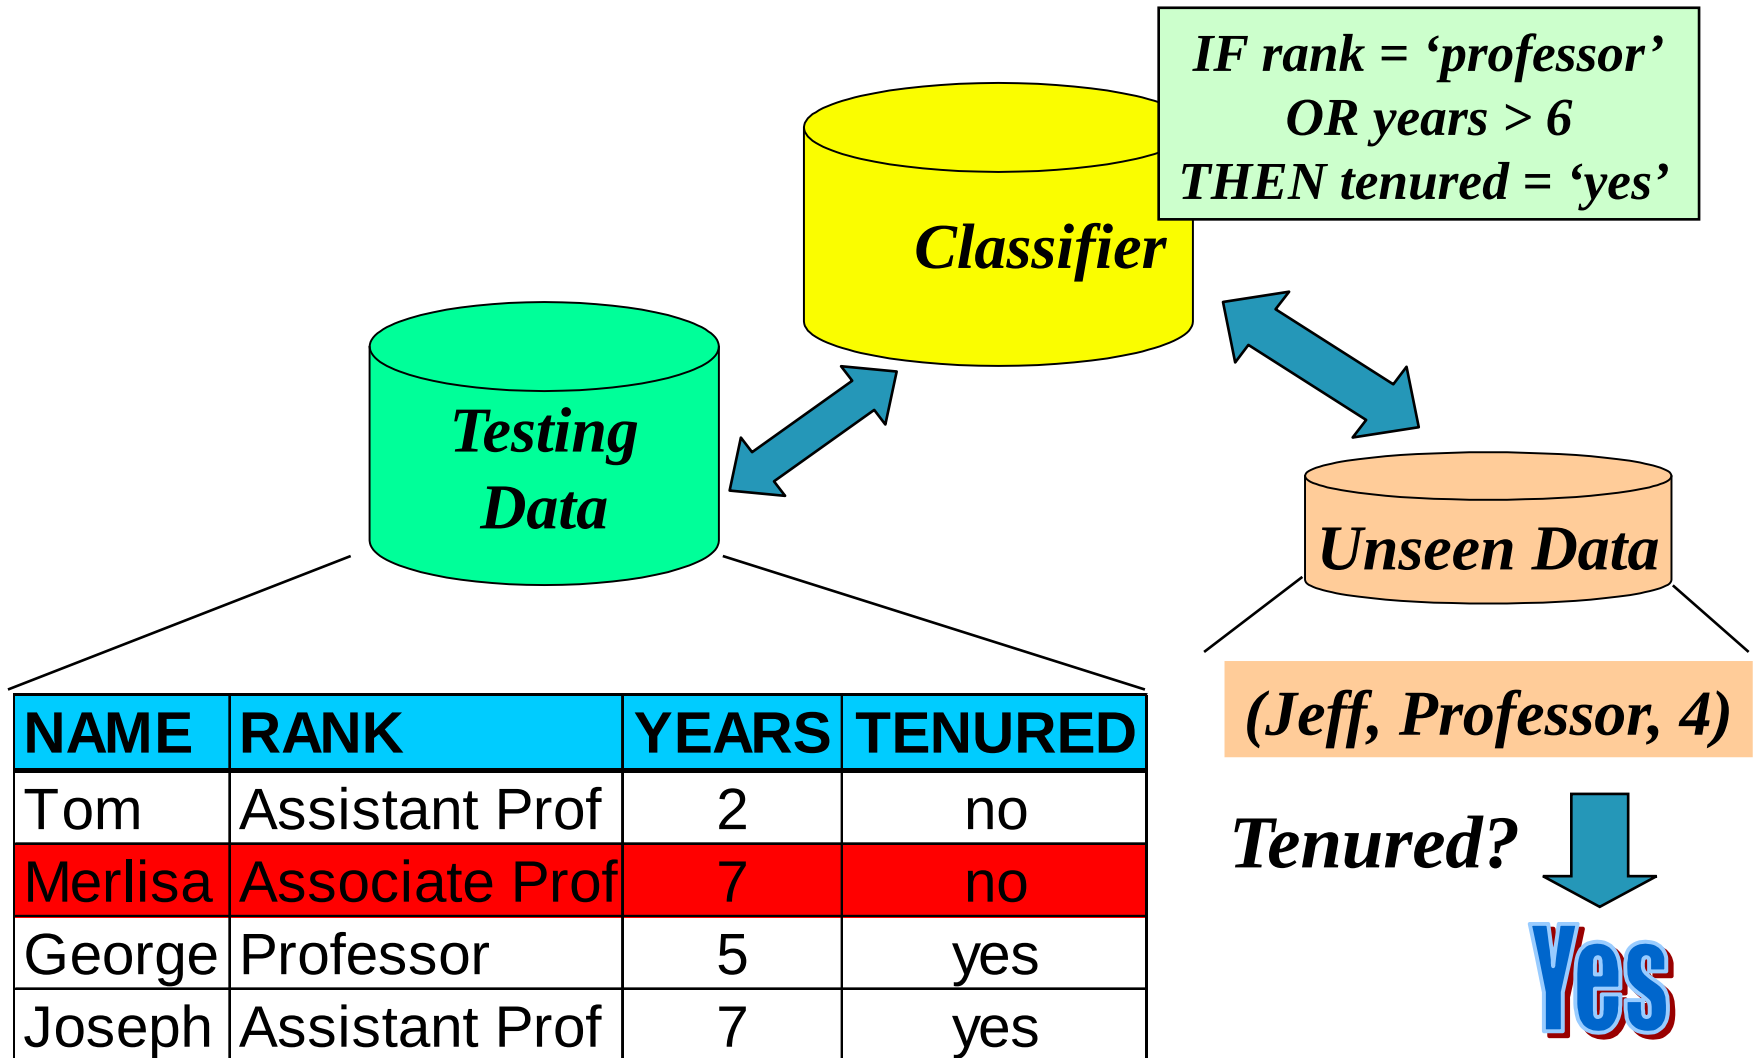 IF rank = ‘professor’
OR years > 6
THEN tenured = ‘yes’
Classifier
Testing
Data
Unseen Data
(Jeff, Professor, 4)
Tenured?
Yes
NAME RANK YEARS TENURED
Tom Assistant Prof 2 no
Merlisa Associate Prof 7 no
George Professor 5 yes
Joseph Assistant Prof 7 yes